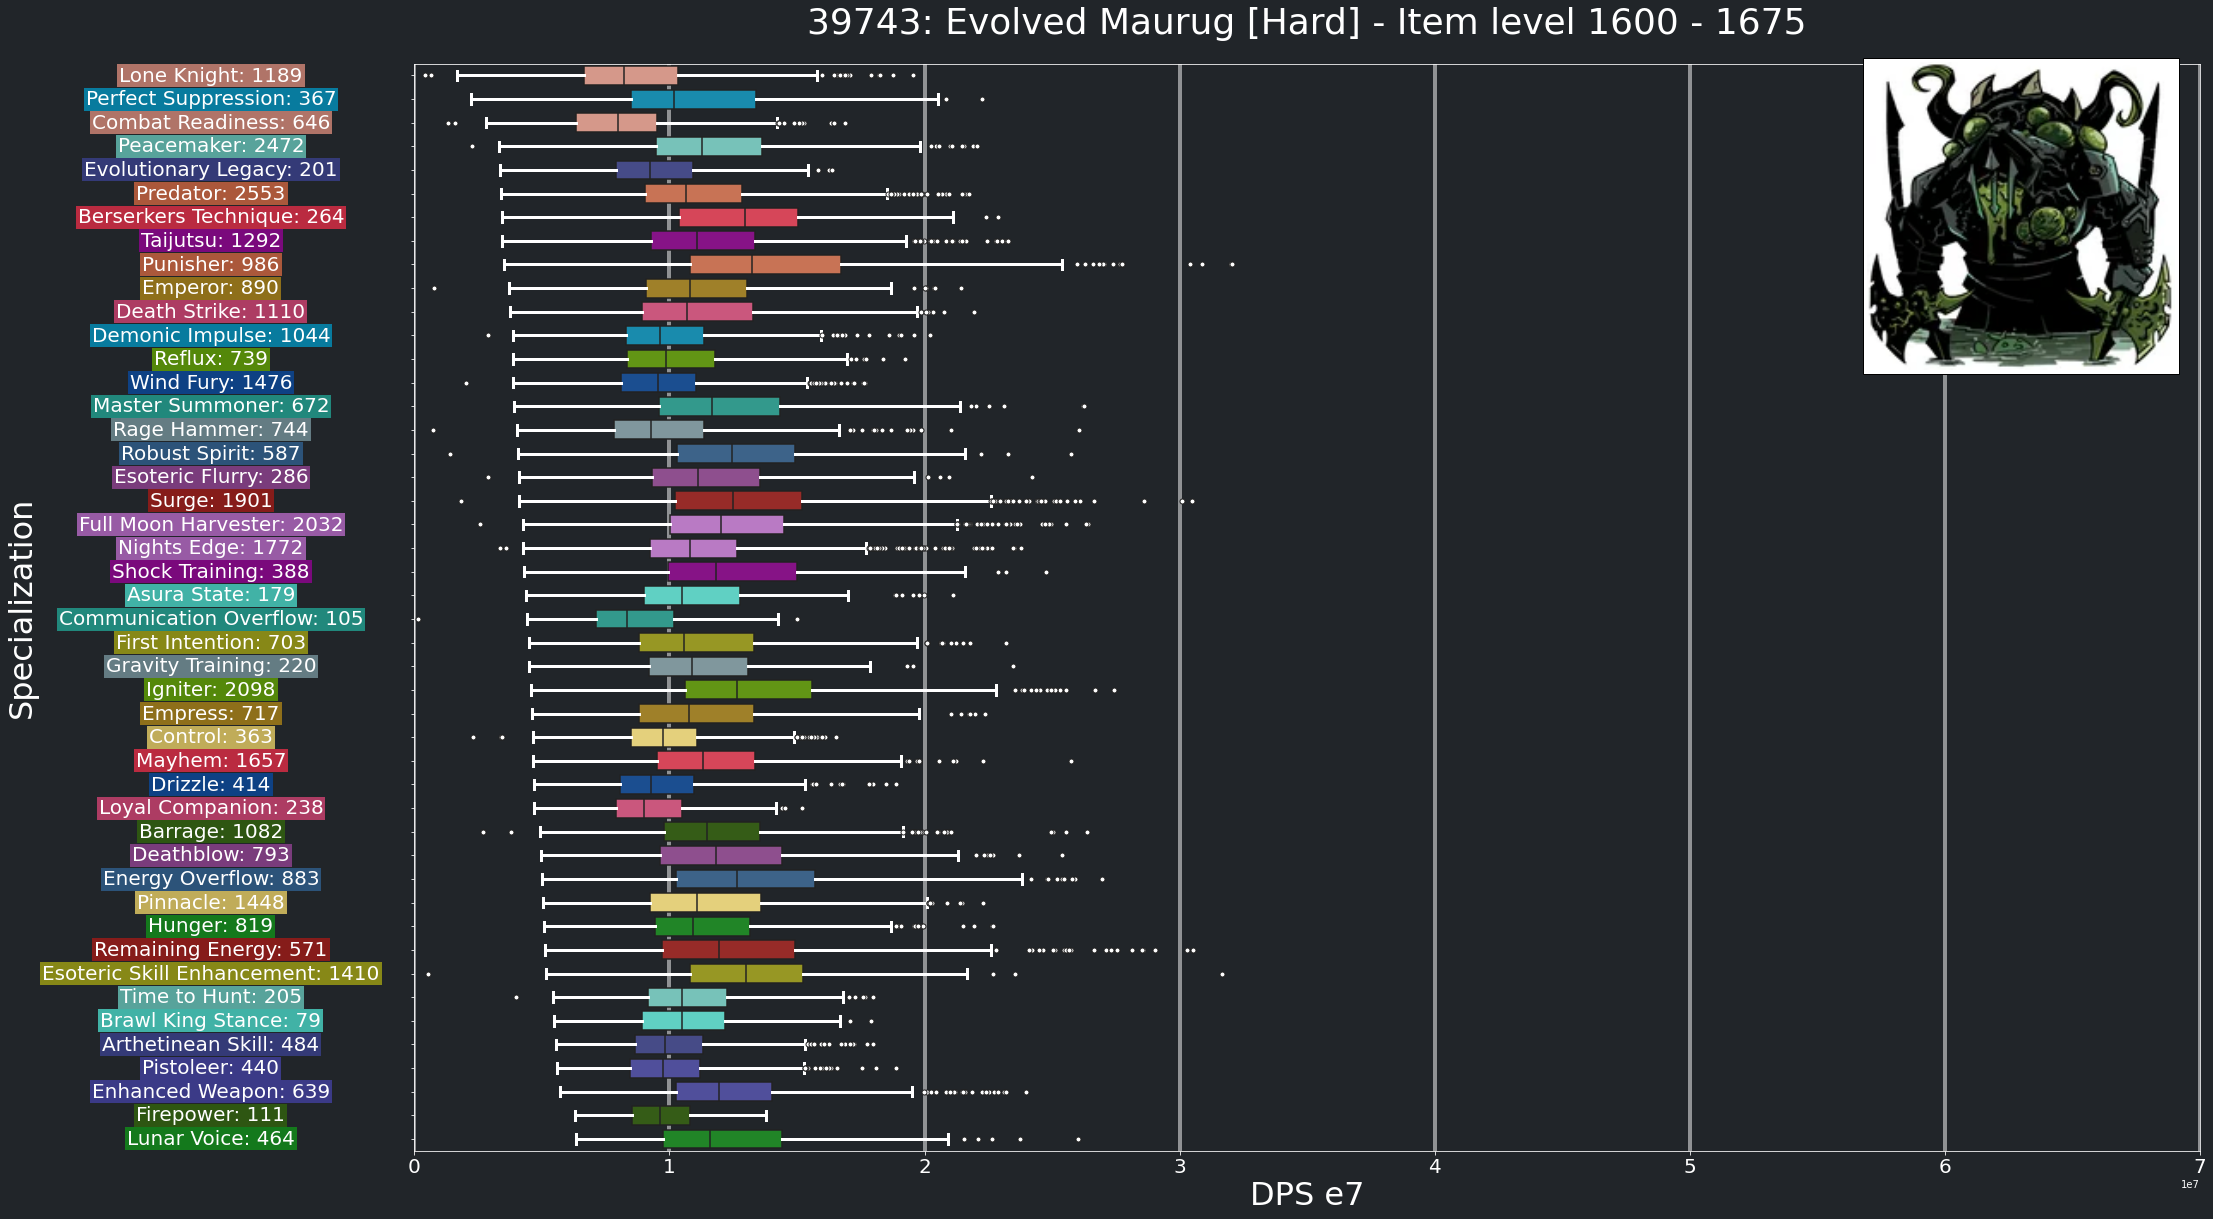 39743: Evolved Maurug [Hard] - Item level 1600 - 1675
Specialization
Lone Knight: 1189
Perfect Suppression: 367
Combat Readiness: 646
Peacemaker: 2472
Evolutionary Legacy: 201
Predator: 2553
Berserkers Technique: 264
Taijutsu: 1292
Punisher: 986
Emperor: 890
Death Strike: 1110
Demonic Impulse: 1044
Reflux: 739
Wind Fury: 1476
Master Summoner: 672
Rage Hammer: 744
Robust Spirit: 587
Esoteric Flurry: 286
Surge: 1901
Full Moon Harvester: 2032
Nights Edge: 1772
Shock Training: 388
Asura State: 179
Communication Overflow: 105
First Intention: 703
Gravity Training: 220
Igniter: 2098
Empress: 717
Control: 363
Mayhem: 1657
Drizzle: 414
Loyal Companion: 238
Barrage: 1082
Deathblow: 793
Energy Overflow: 883
Pinnacle: 1448
Hunger: 819
Remaining Energy: 571
Esoteric Skill Enhancement: 1410
Time to Hunt: 205
Brawl King Stance: 79
Arthetinean Skill: 484
Pistoleer: 440
Enhanced Weapon: 639
Firepower: 111
Lunar Voice: 464
0 1 2 3 4 5 6 7
1e7
DPS e7